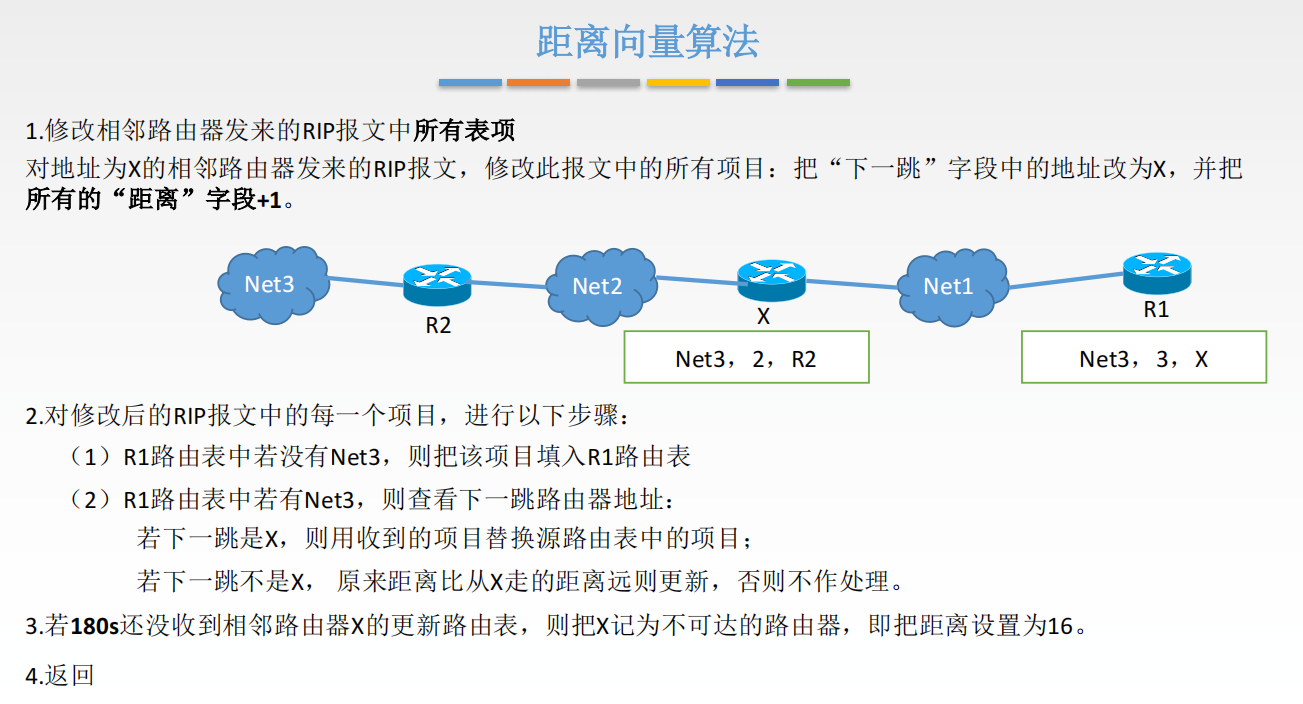 距离向量算法
1.修改相邻路由器发来的RIP报文中所有表项
对地址为X的相邻路由器发来的RIP报文，修改此报文中的所有项目：把“下一跳”字段中的地址改为X，并把
所有的“距离”字段+1。
Net3
R2
Net2
X
Net1
R1
Net3，2，R2
Net3，3，X
2.对修改后的RIP报文中的每一个项目，进行以下步骤：
（1）R1路由表中若没有Net3，则把该项目填入R1路由表
（2）R1路由表中若有Net3，则查看下一跳路由器地址：
若下一跳是X，则用收到的项目替换源路由表中的项目；
若下一跳不是X， 原来距离比从X走的距离远则更新，否则不作处理。
3.若180s还没收到相邻路由器X的更新路由表，则把X记为不可达的路由器，即把距离设置为16。
4.返回